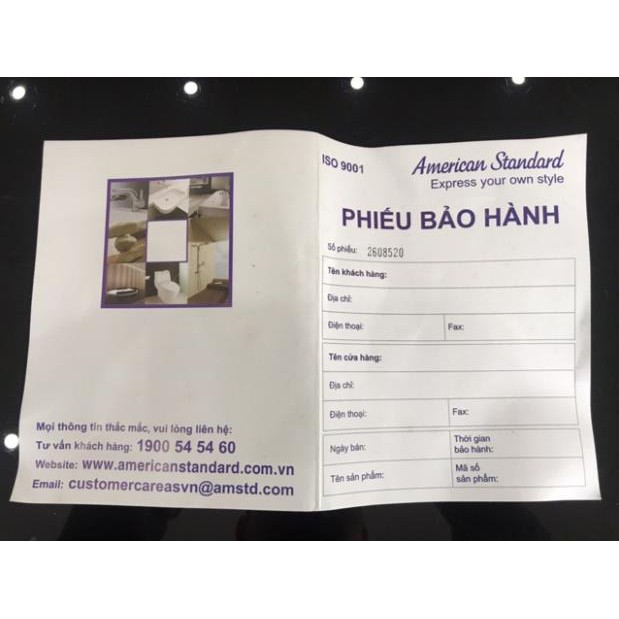 Mọi thông tin thắc mắc, vui lòng liên hệ:
Tư vấn khách hàng: 1900 54 54 60
Website: www.americanstandard.com.vn
Email: customercareasvn@amstd.com
ISO 9001
American Standard
Express your own style
PHIẾU BẢO HÀNH
Số phiếu: 2608520
Tên khách hàng:
Địa chỉ:
Điện thoại: Fax:
Tên cửa hàng:
Địa chỉ:
Điện thoại: Fax:
Ngày bán: Thời gian
bảo hành:
Tên sản phẩm: Mã số
sản phẩm: